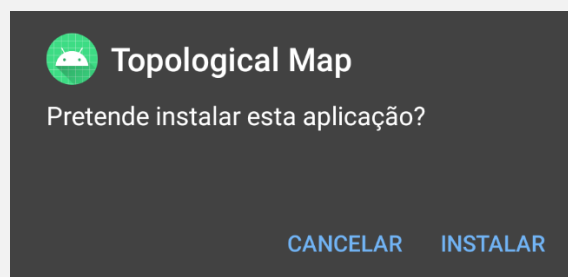 Topological Map
Pretende instalar esta aplicação?
CANCELAR INSTALAR